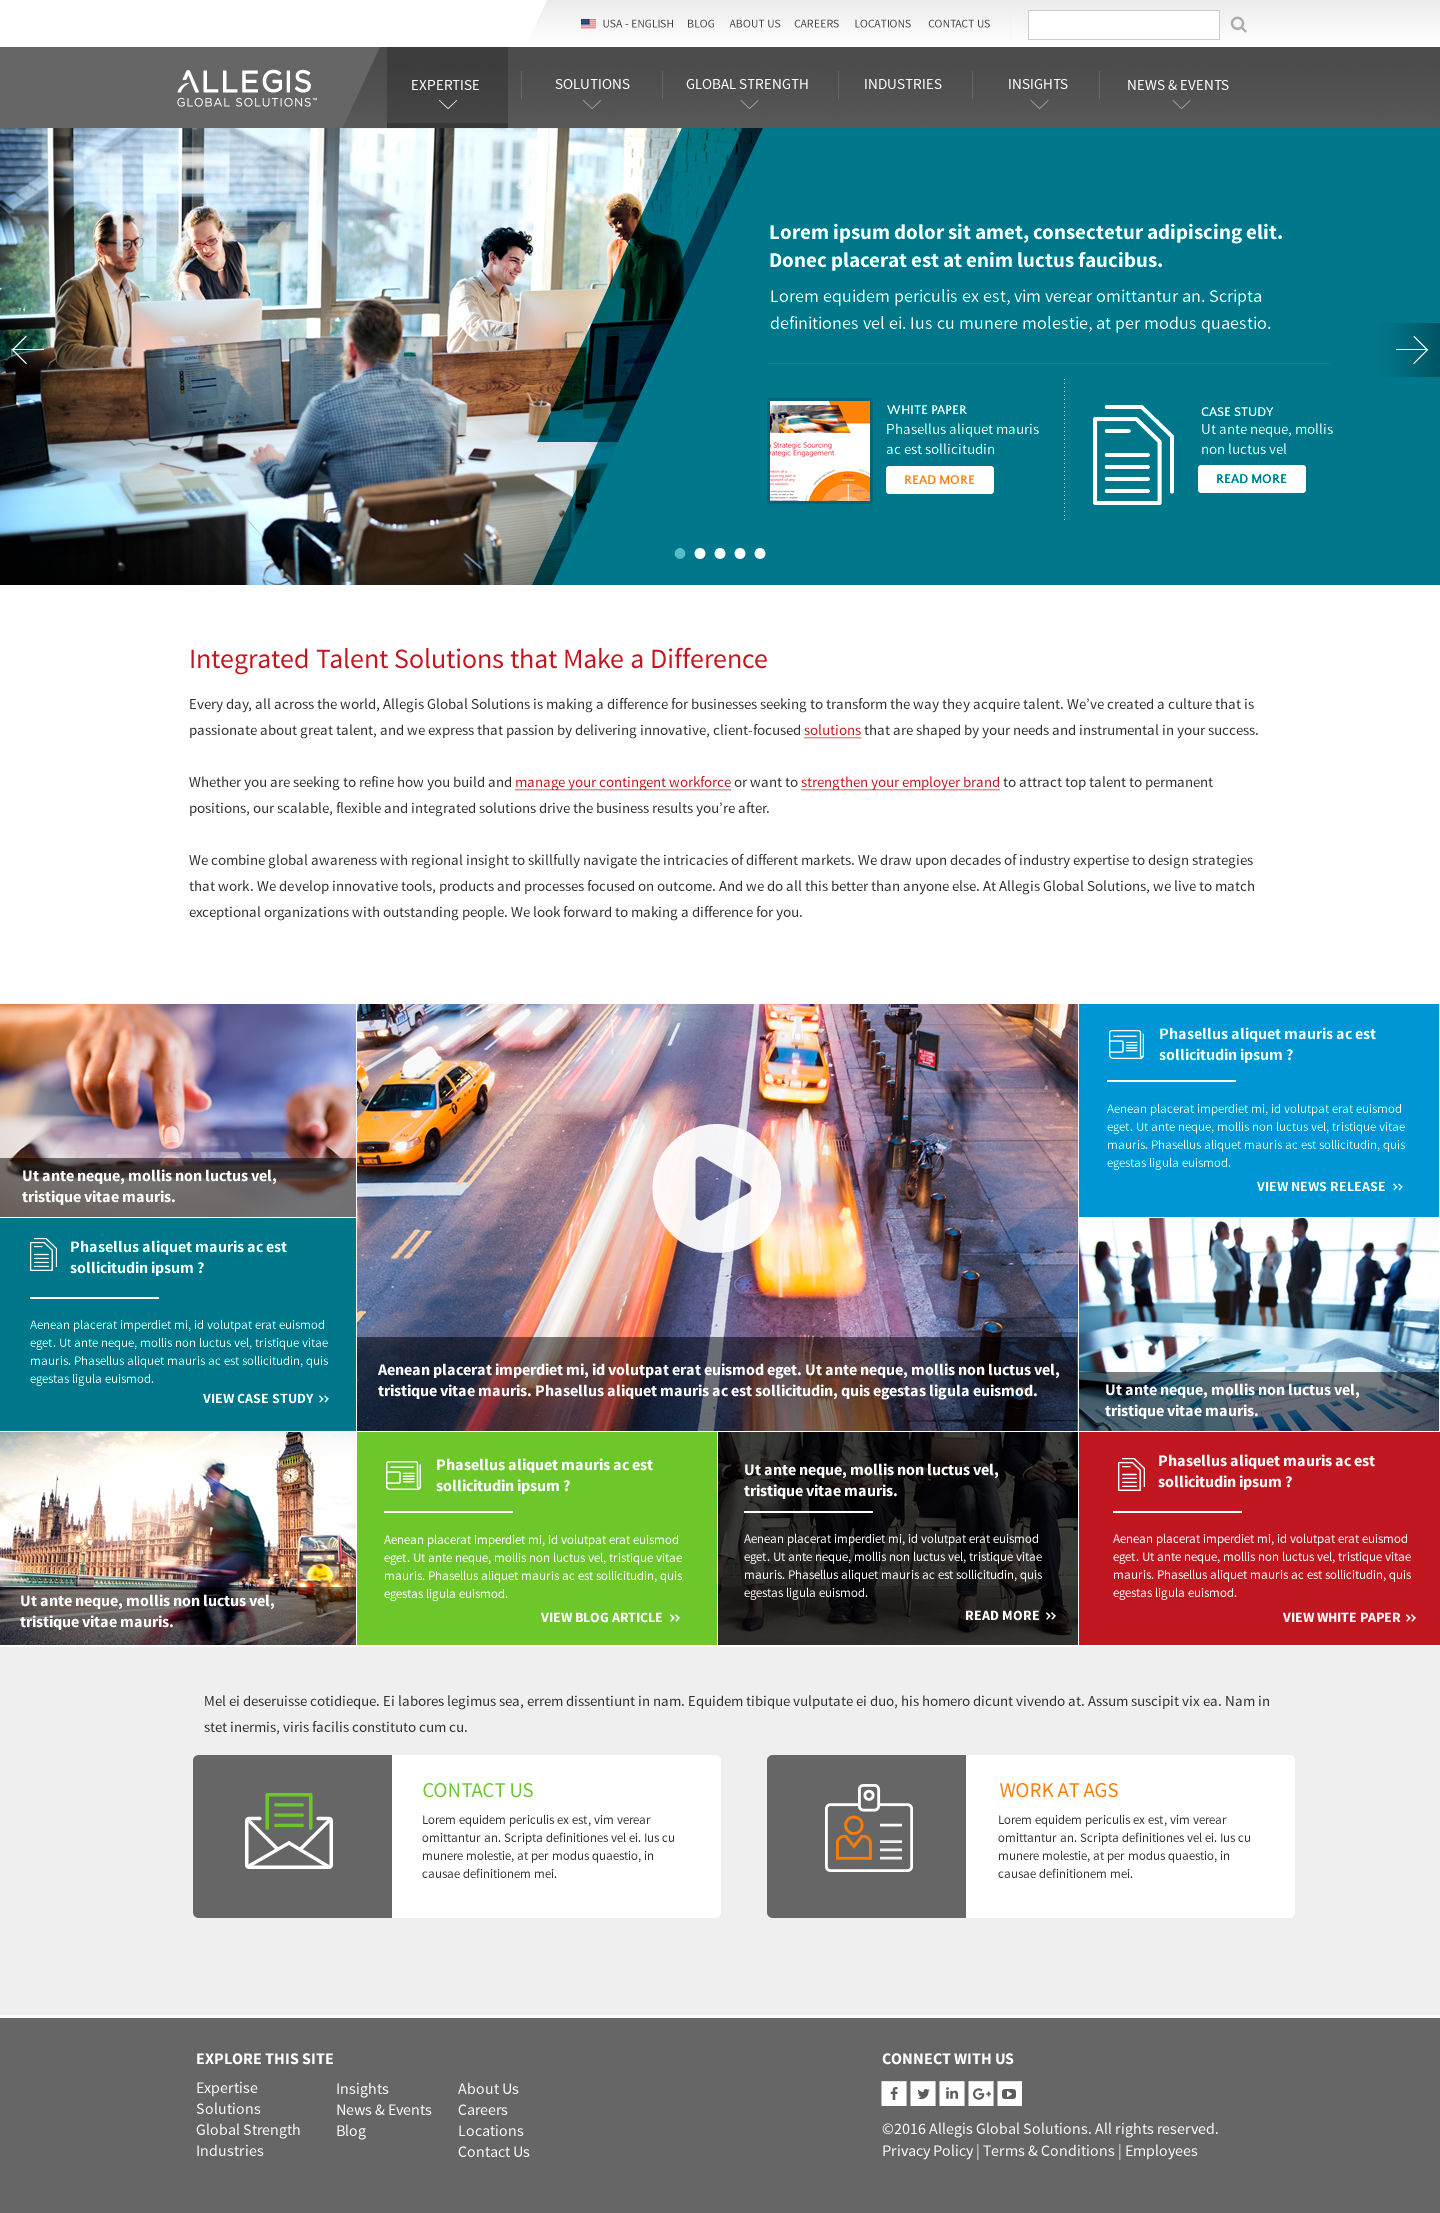 USA - ENGLISH BLOG ABOUT US CAREERS LOCATIONS CONTACT US
ALLEGIS
GLOBAL SOLUTIONS™
EXPERTISE SOLUTIONS GLOBAL STRENGTH INDUSTRIES INSIGHTS NEWS & EVENTS
Lorem ipsum dolor sit amet, consectetur adipiscing elit.
Donec placerat est at enim luctus faucibus.
Lorem equidem periculis ex est, vim verear omittantur an. Scripta
definitiones vel ei. Ius cu munere molestie, at per modus quaestio.
Strategic Sourcing
Engagement
WHITE PAPER
Phasellus aliquet mauris
ac est sollicitudin
READ MORE
CASE STUDY
Ut ante neque, mollis
non luctus vel
READ MORE
Integrated Talent Solutions that Make a Difference
Every day, all across the world, Allegis Global Solutions is making a difference for businesses seeking to transform the way they acquire talent. We’ve created a culture that is
passionate about great talent, and we express that passion by delivering innovative, client-focused solutions that are shaped by your needs and instrumental in your success.
Whether you are seeking to refine how you build and manage your contingent workforce or want to strengthen your employer brand to attract top talent to permanent
positions, our scalable, flexible and integrated solutions drive the business results you’re after.
We combine global awareness with regional insight to skillfully navigate the intricacies of different markets. We draw upon decades of industry expertise to design strategies
that work. We develop innovative tools, products and processes focused on outcome. And we do all this better than anyone else. At Allegis Global Solutions, we live to match
exceptional organizations with outstanding people. We look forward to making a difference for you.
Ut ante neque, mollis non luctus vel,
tristique vitae mauris.
Phasellus aliquet mauris ac est
sollicitudin ipsum ?
Aenean placerat imperdiet mi, id volutpat erat euismod
eget. Ut ante neque, mollis non luctus vel, tristique vitae
mauris. Phasellus aliquet mauris ac est sollicitudin, quis
egestas ligula euismod.
VIEW CASE STUDY
Aenean placerat imperdiet mi, id volutpat erat euismod eget. Ut ante neque, mollis non luctus vel,
tristique vitae mauris. Phasellus aliquet mauris ac est sollicitudin, quis egestas ligula euismod.
Phasellus aliquet mauris ac est
sollicitudin ipsum ?
Aenean placerat imperdiet mi, id volutpat erat euismod
eget. Ut ante neque, mollis non luctus vel, tristique vitae
mauris. Phasellus aliquet mauris ac est sollicitudin, quis
egestas ligula euismod.
VIEW NEWS RELEASE
Ut ante neque, mollis non luctus vel,
tristique vitae mauris.
Ut ante neque, mollis non luctus vel,
tristique vitae mauris.
Phasellus aliquet mauris ac est
sollicitudin ipsum ?
Aenean placerat imperdiet mi, id volutpat erat euismod
eget. Ut ante neque, mollis non luctus vel, tristique vitae
mauris. Phasellus aliquet mauris ac est sollicitudin, quis
egestas ligula euismod.
VIEW BLOG ARTICLE
Ut ante neque, mollis non luctus vel,
tristique vitae mauris.
Aenean placerat imperdiet mi, id volutpat erat euismod
eget. Ut ante neque, mollis non luctus vel, tristique vitae
mauris. Phasellus aliquet mauris ac est sollicitudin, quis
egestas ligula euismod.
READ MORE
Phasellus aliquet mauris ac est
sollicitudin ipsum ?
Aenean placerat imperdiet mi, id volutpat erat euismod
eget. Ut ante neque, mollis non luctus vel, tristique vitae
mauris. Phasellus aliquet mauris ac est sollicitudin, quis
egestas ligula euismod.
VIEW WHITE PAPER
Mel ei deseruisse cotidieque. Ei labores legimus sea, errem dissentiunt in nam. Equidem tibique vulputate ei duo, his homero dicunt vivendo at. Assum suscipit vix ea. Nam in
stet inermis, viris facilis constituto cum cu.
CONTACT US
Lorem equidem periculis ex est, vim verear
omittantur an. Scripta definitiones vel ei. Ius cu
munere molestie, at per modus quaestio, in
causae definitionem mei.
WORK AT AGS
Lorem equidem periculis ex est, vim verear
omittantur an. Scripta definitiones vel ei. Ius cu
munere molestie, at per modus quaestio, in
causae definitionem mei.
EXPLORE THIS SITE
Expertise
Solutions
Global Strength
Industries
Insights
News & Events
Blog
About Us
Careers
Locations
Contact Us
CONNECT WITH US
©2016 Allegis Global Solutions. All rights reserved.
Privacy Policy | Terms & Conditions | Employees